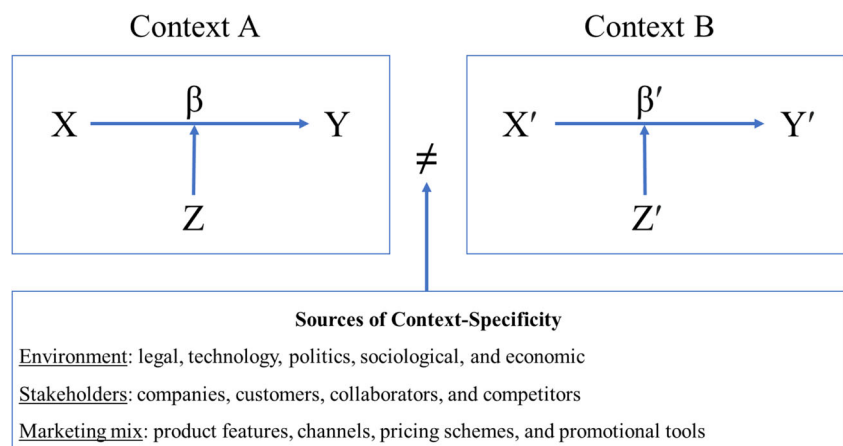 Context A
Context B
β
X
Y
Z
≠
β′
X′
Y′
Z′
Sources of Context-Specificity
Environment: legal, technology, politics, sociological, and economic
Stakeholders: companies, customers, collaborators, and competitors
Marketing mix: product features, channels, pricing schemes, and promotional tools